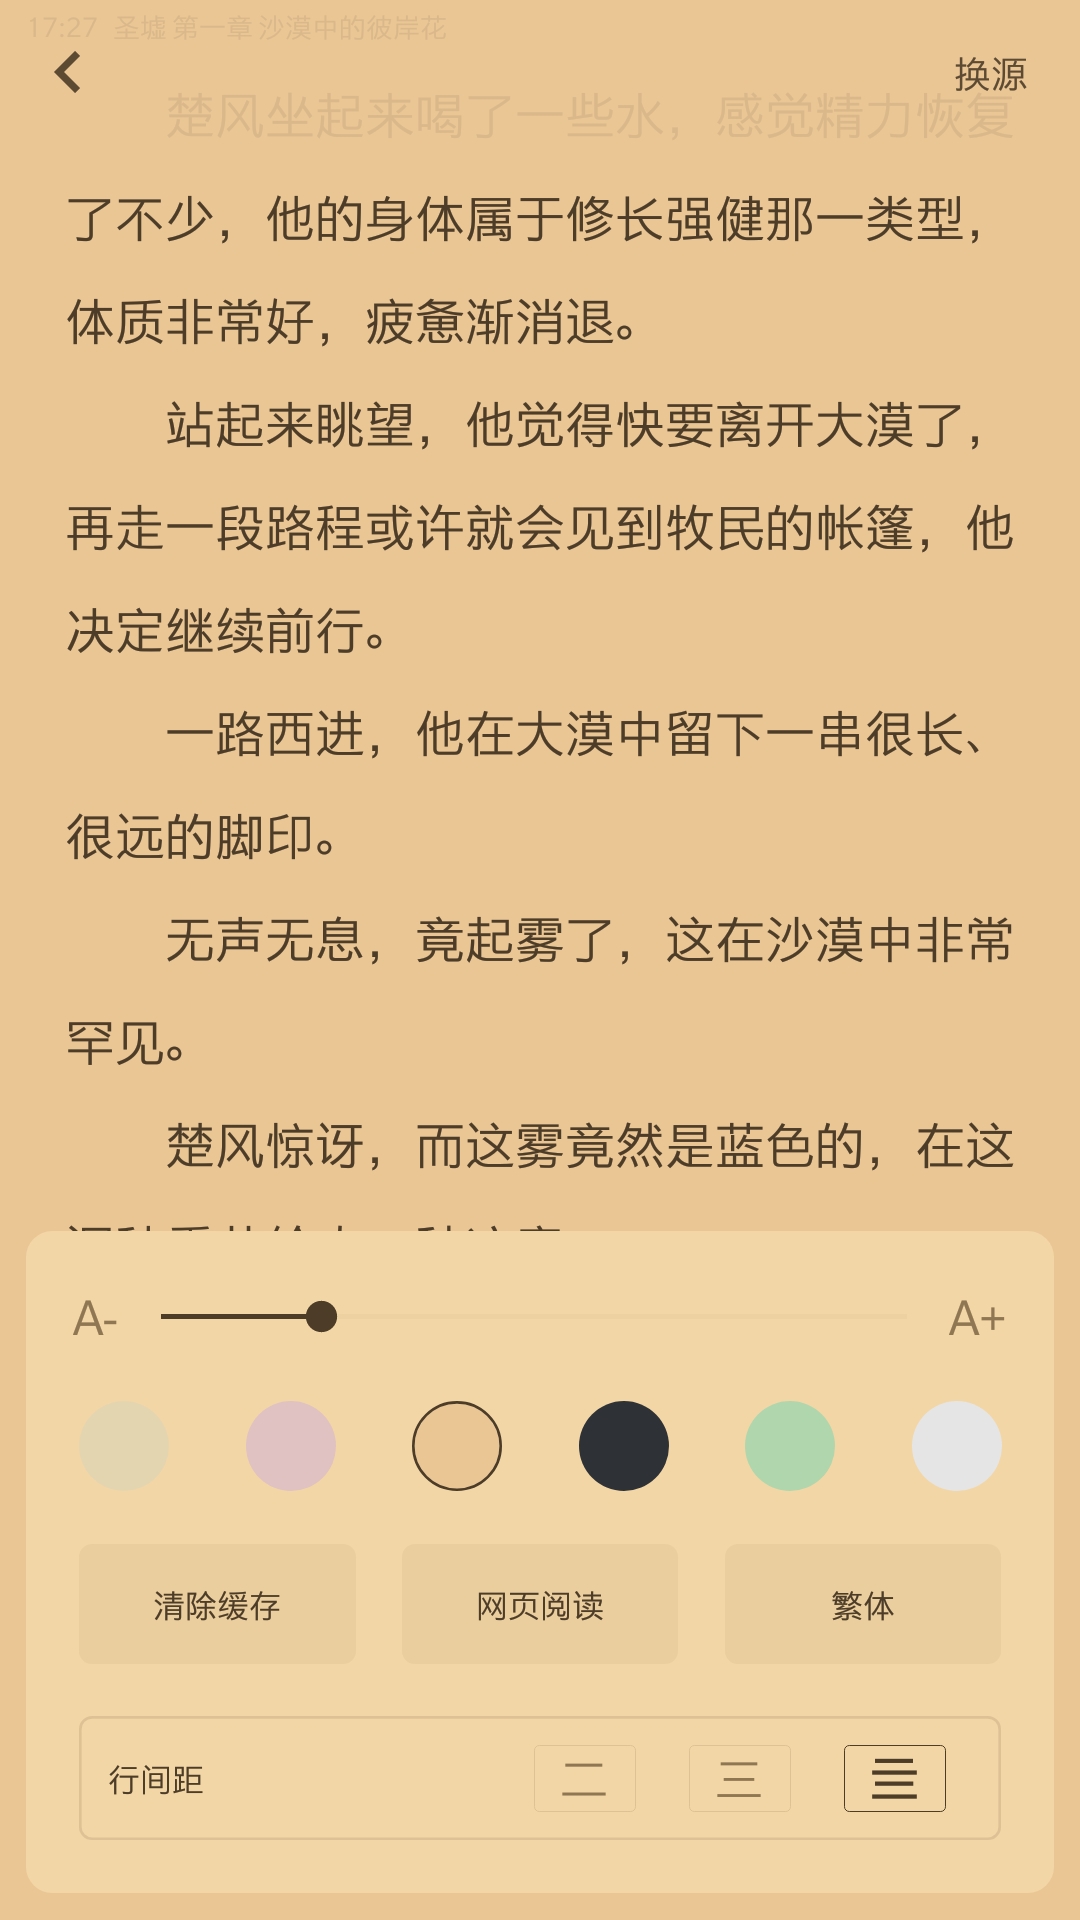 17:27 圣墟 第一章 沙漠中的彼岸花
换源
楚风坐起来喝了一些水，感觉精力恢复
了不少，他的身体属于修长强健那一类型，
体质非常好，疲惫渐消退。
站起来眺望，他觉得快要离开大漠了，
再走一段路程或许就会见到牧民的帐篷，他
决定继续前行。
一路西进，他在大漠中留下一串很长、
很远的脚印。
无声无息，竟起雾了，这在沙漠中非常
罕见。
楚风惊讶，而这雾竟然是蓝色的，在这
A-
A+
清除缓存
网页阅读
繁体
行间距